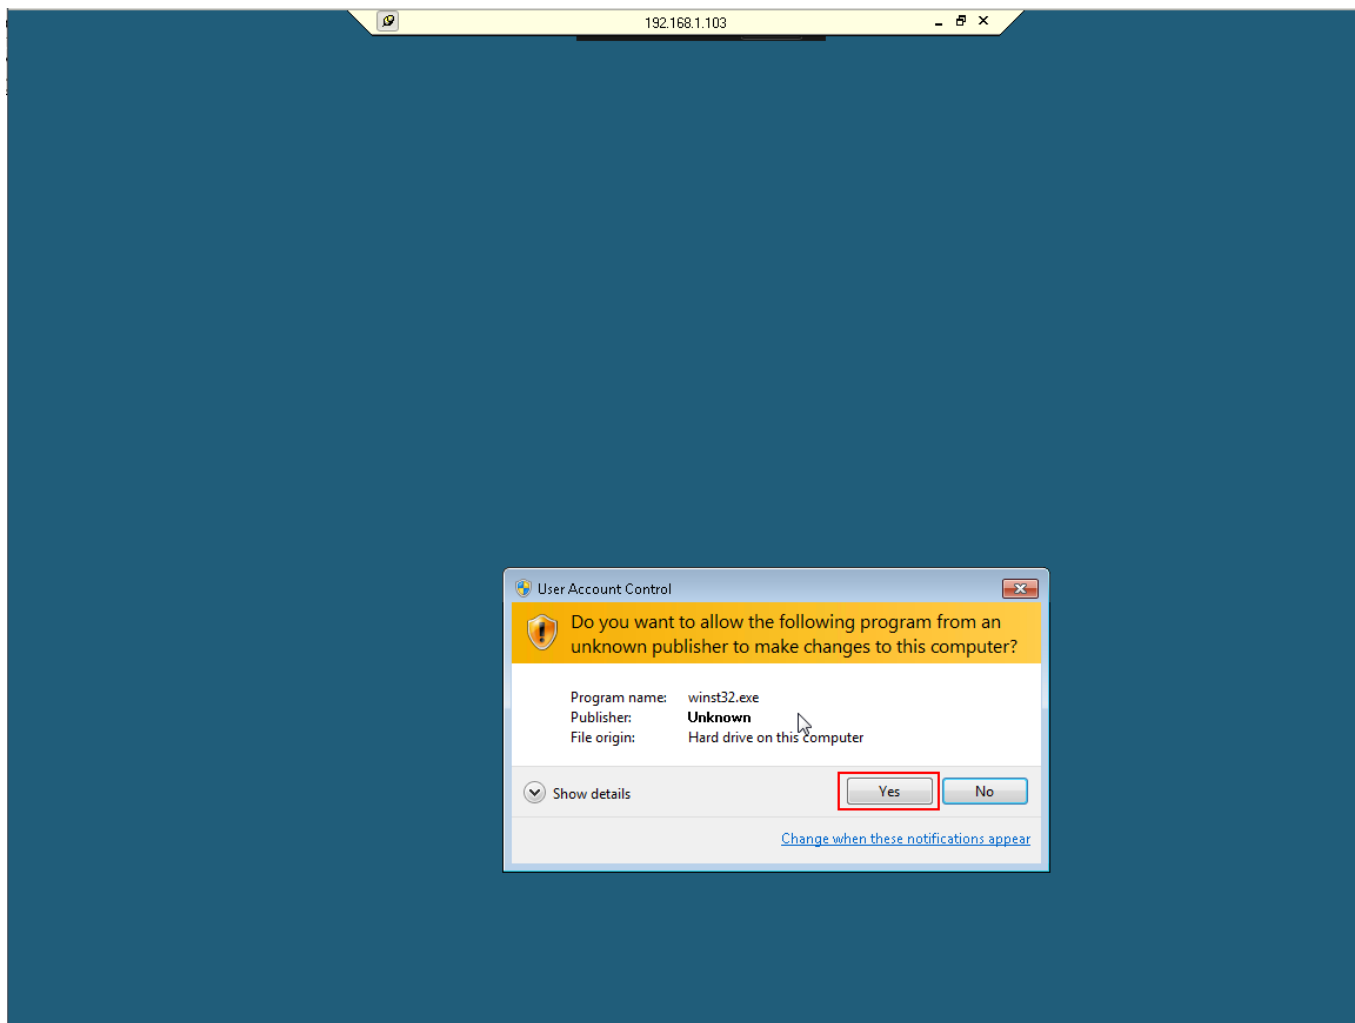 192.168.1.103
User Account Control
Do you want to allow the following program from an
unknown publisher to make changes to this computer?
Program name: winst32.exe
Publisher: Unknown
File origin: Hard drive on this computer
Show details
Yes
No
Change when these notifications appear